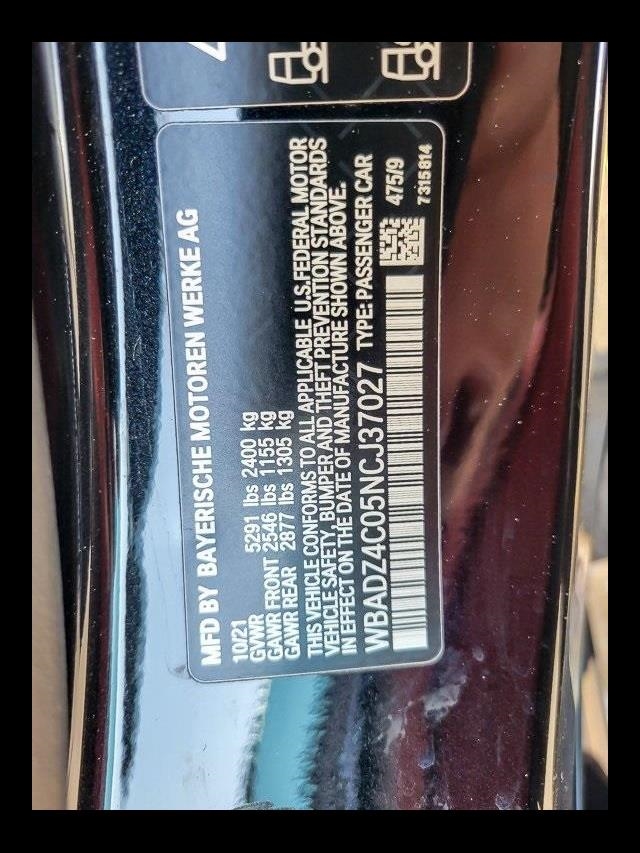 MFD BY BAYERISCHE MOTOREN WERKE AG
10/21
GVWR 5291 lbs 2400 kg
GAWR FRONT 2546 lbs 1155 kg
GAWR REAR 2877 lbs 1305 kg
THIS VEHICLE CONFORMS TO ALL APPLICABLE U.S. FEDERAL MOTOR
VEHICLE SAFETY, BUMPER AND THEFT PREVENTION STANDARDS
IN EFFECT ON THE DATE OF MANUFACTURE SHOWN ABOVE.
WBADZ4C05NCJ37027 TYPE: PASSENGER CAR
475/9
7315814